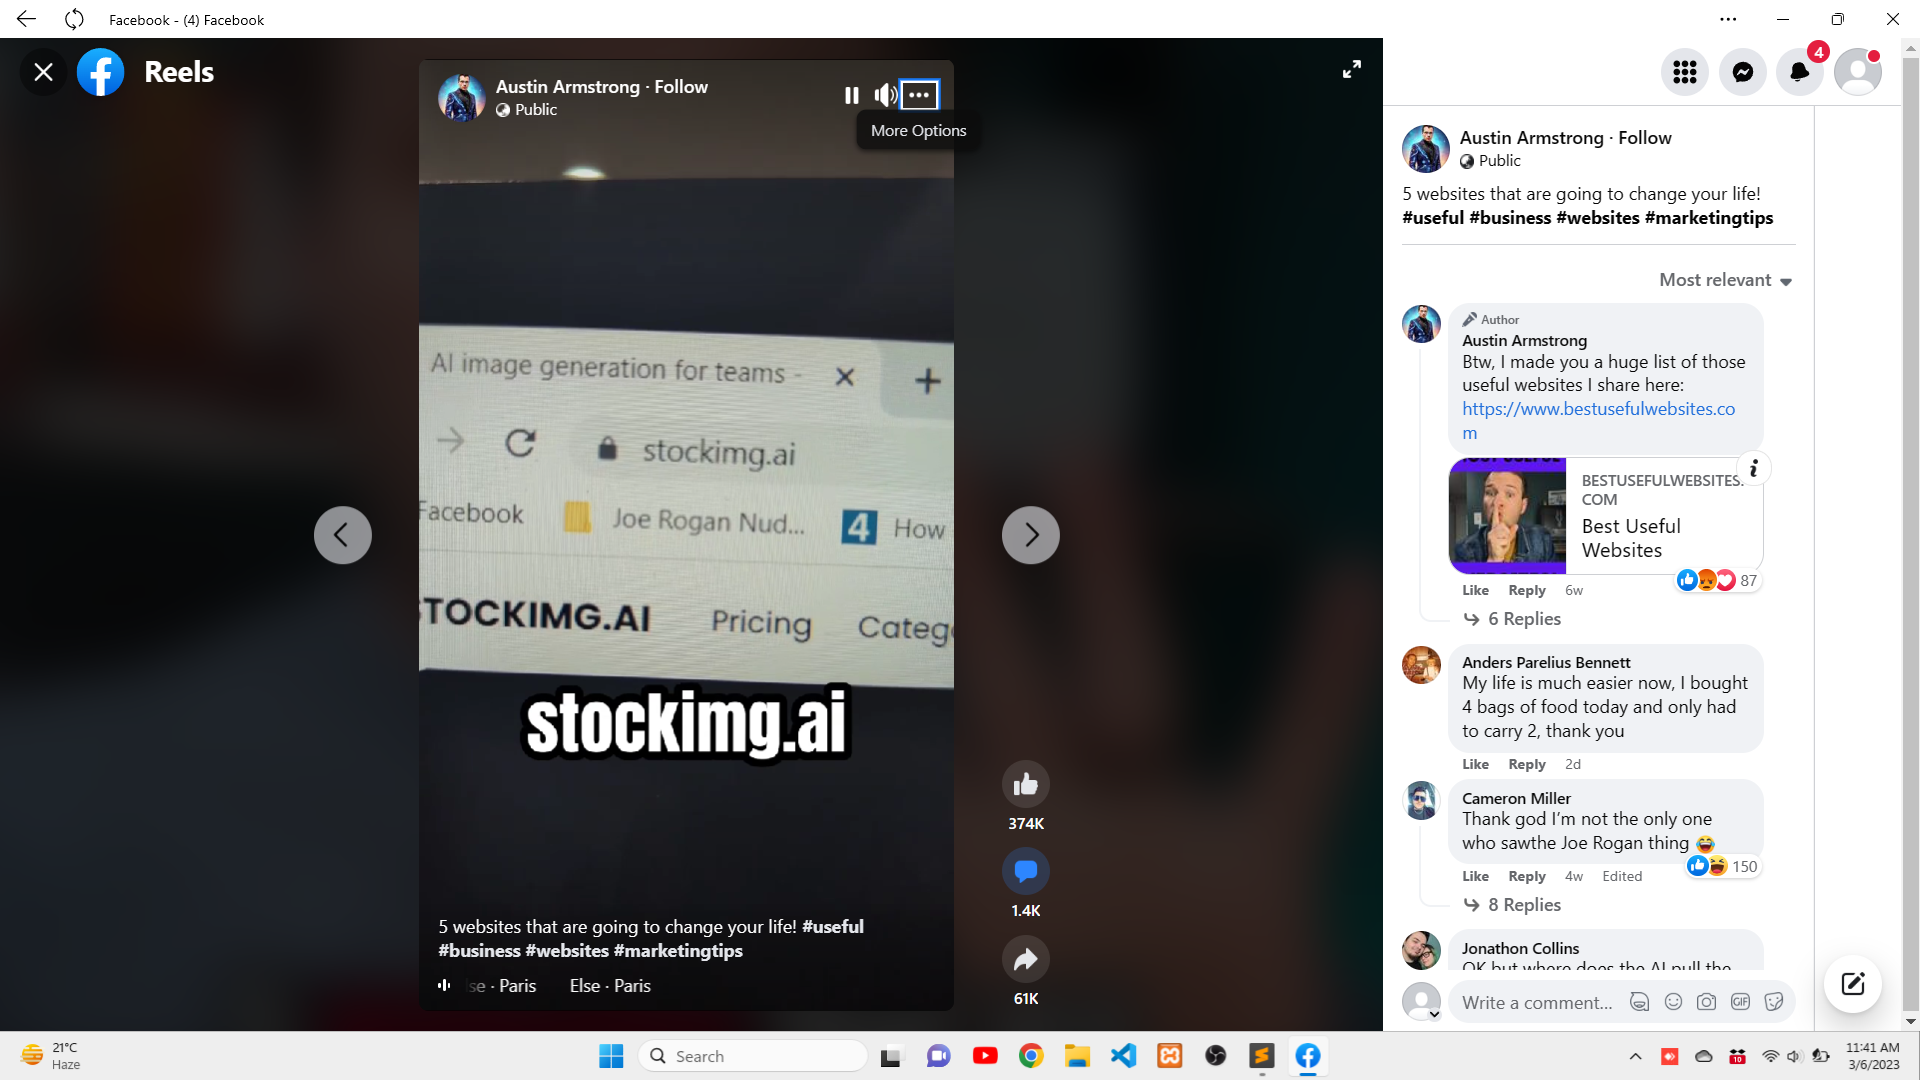 Facebook - (4) Facebook
Reels
Austin Armstrong · Follow
Public
More Options
AI image generation for teams -
stockimg.ai
Facebook
Joe Rogan Nud...
How
STOCKIMG.AI
Pricing
Categ
stockimg.ai
5 websites that are going to change your life! #useful
#business #websites #marketingtips
se · Paris
Else · Paris
374K
1.4K
61K
4
Austin Armstrong · Follow
Public
5 websites that are going to change your life!
#useful #business #websites #marketingtips
Most relevant
Author
Austin Armstrong
Btw, I made you a huge list of those
useful websites I share here:
https://www.bestusefulwebsites.co
m
BESTUSEFULWEBSITES.
COM
Best Useful
Websites
87
Like Reply 6w
6 Replies
Anders Parelius Bennett
My life is much easier now, I bought
4 bags of food today and only had
to carry 2, thank you
Like Reply 2d
Cameron Miller
Thank god I'm not the only one
who sawthe Joe Rogan thing 😂
150
Like Reply 4w Edited
8 Replies
Jonathon Collins
OK but where does the AI pull the
Write a comment...
GIF
21°C
Haze
Search
10
11:41 AM
3/6/2023